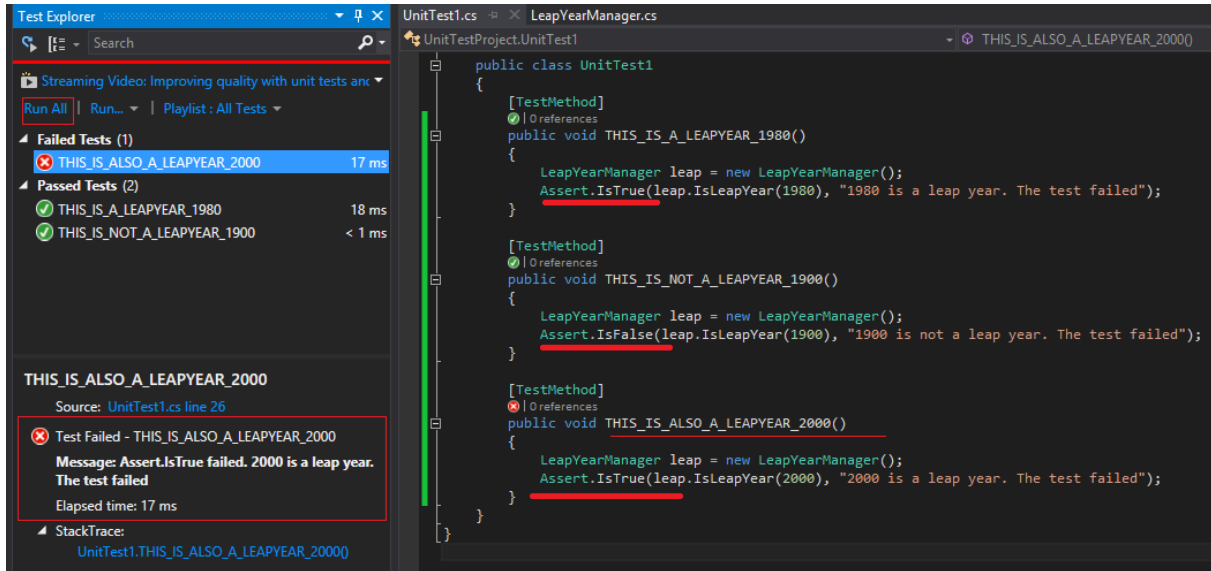 Test Explorer
Search
Streaming Video: Improving quality with unit tests anc
Run All | Run... | Playlist : All Tests
Failed Tests (1)
THIS_IS_ALSO_A_LEAPYEAR_2000 17 ms
Passed Tests (2)
THIS_IS_A_LEAPYEAR_1980 18 ms
THIS_IS_NOT_A_LEAPYEAR_1900 < 1 ms
THIS_IS_ALSO_A_LEAPYEAR_2000
Source: UnitTest1.cs line 26
Test Failed - THIS_IS_ALSO_A_LEAPYEAR_2000
Message: Assert.IsTrue failed. 2000 is a leap year.
The test failed
Elapsed time: 17 ms
StackTrace:
UnitTest1.THIS_IS_ALSO_A_LEAPYEAR_2000()
UnitTest1.cs LeapYearManager.cs
UnitTestProject.UnitTest1 THIS_IS_ALSO_A_LEAPYEAR_2000()
public class UnitTest1
{
[TestMethod]
| 0 references
public void THIS_IS_A_LEAPYEAR_1980()
{
LeapYearManager leap = new LeapYearManager();
Assert.IsTrue(leap.IsLeapYear(1980), "1980 is a leap year. The test failed");
}
[TestMethod]
| 0 references
public void THIS_IS_NOT_A_LEAPYEAR_1900()
{
LeapYearManager leap = new LeapYearManager();
Assert.IsFalse(leap.IsLeapYear(1900), "1900 is not a leap year. The test failed");
}
[TestMethod]
| 0 references
public void THIS_IS_ALSO_A_LEAPYEAR_2000()
{
LeapYearManager leap = new LeapYearManager();
Assert.IsTrue(leap.IsLeapYear(2000), "2000 is a leap year. The test failed");
}
}
}